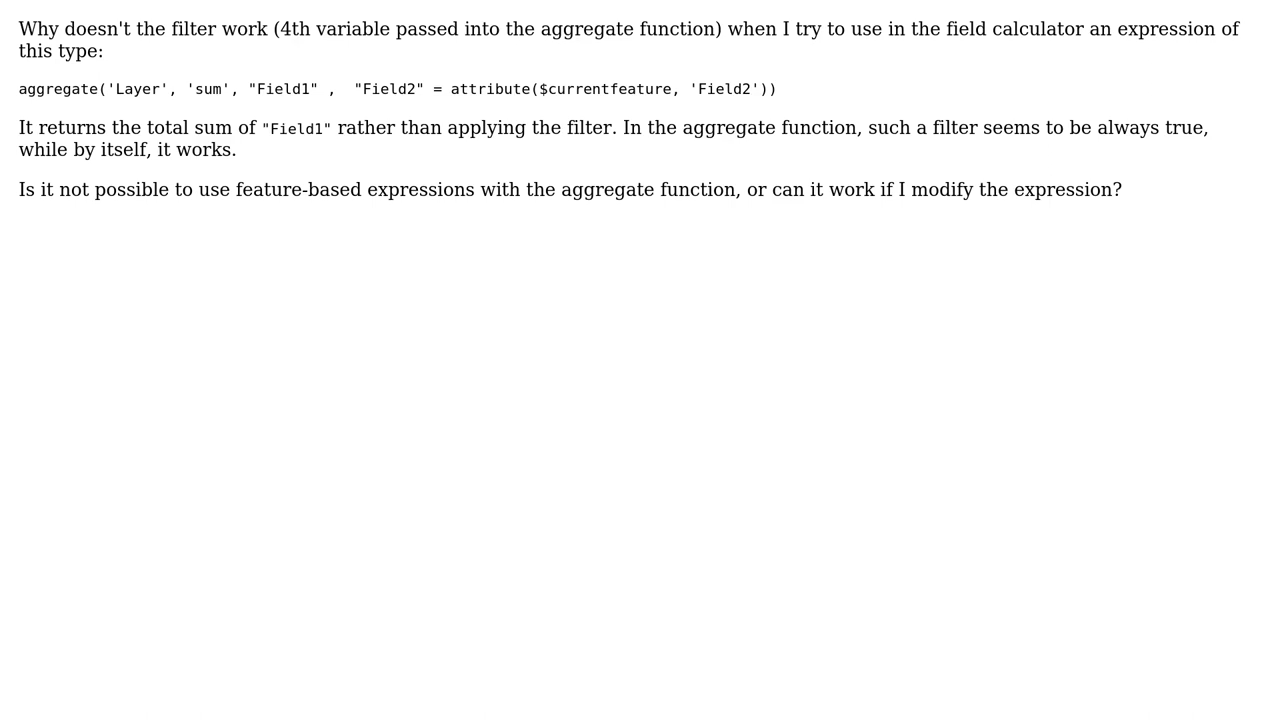 Why doesn't the filter work (4th variable passed into the aggregate function) when I try to use in the field calculator an expression of
this type:
aggregate('Layer', 'sum', "Field1" ,  "Field2" = attribute($currentfeature, 'Field2'))
It returns the total sum of "Field1" rather than applying the filter. In the aggregate function, such a filter seems to be always true,
while by itself, it works.
Is it not possible to use feature-based expressions with the aggregate function, or can it work if I modify the expression?